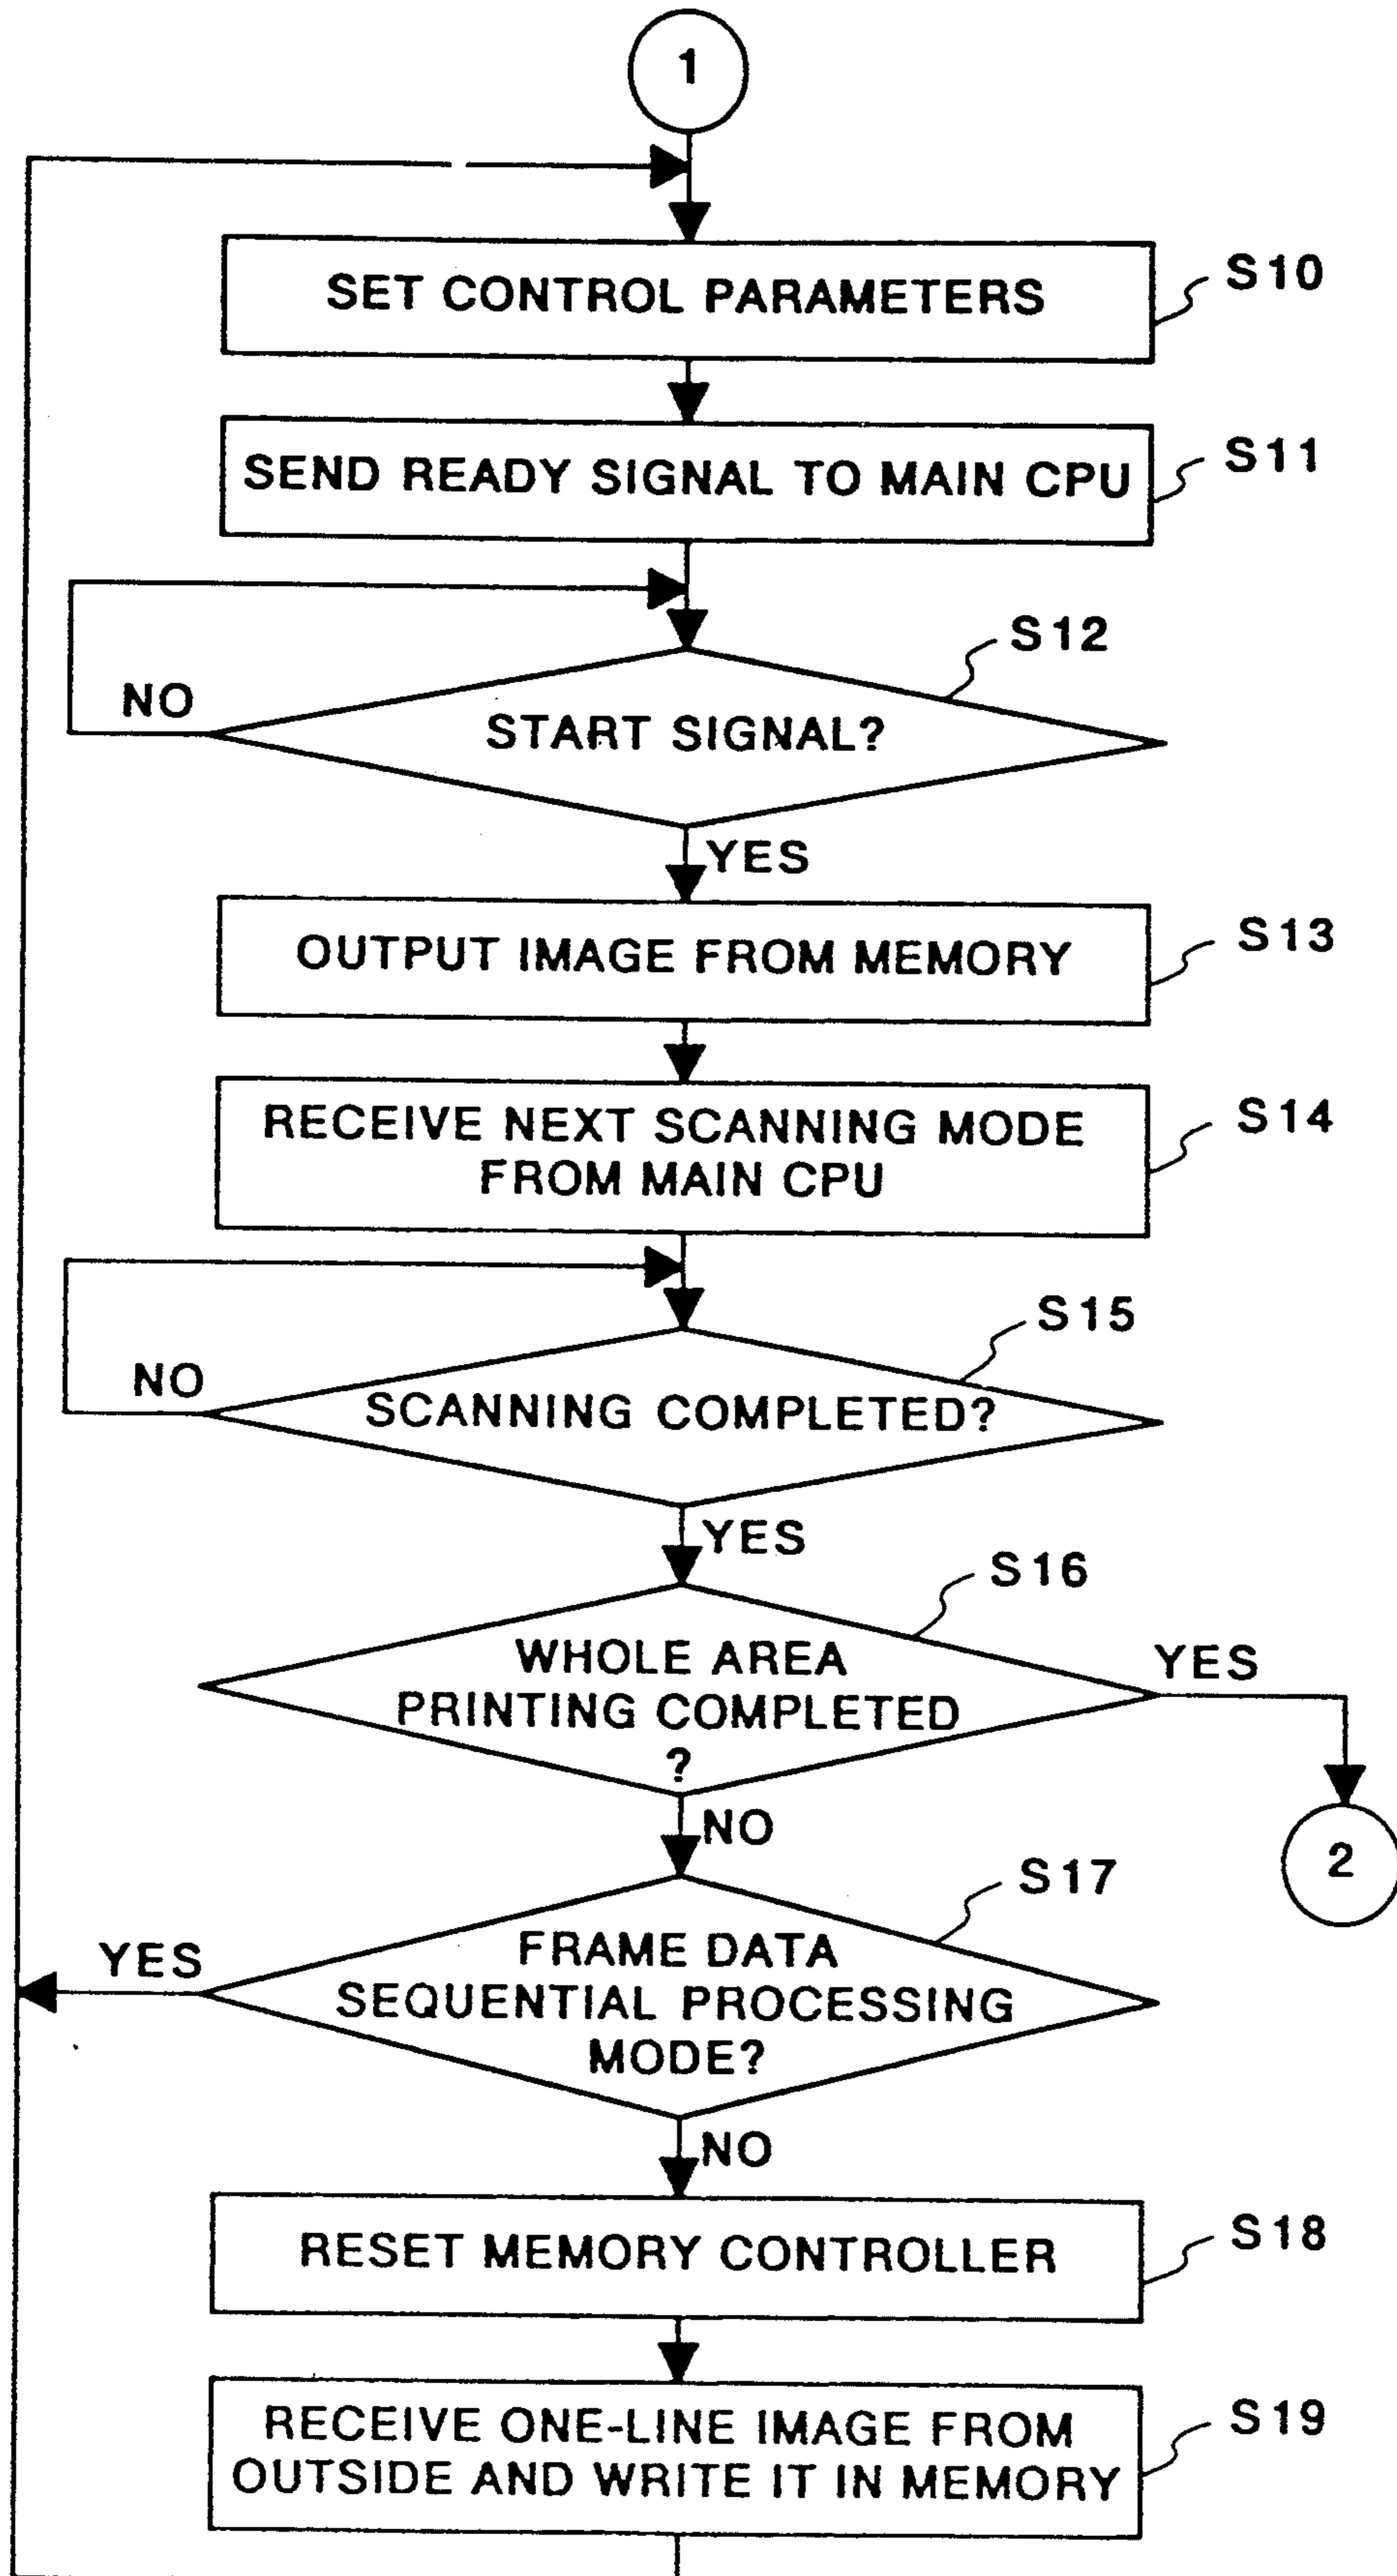 1
SET CONTROL PARAMETERS
S10
SEND READY SIGNAL TO MAIN CPU
S11
S12
NO
START SIGNAL?
YES
OUTPUT IMAGE FROM MEMORY
S13
RECEIVE NEXT SCANNING MODE
FROM MAIN CPU
S14
S15
NO
SCANNING COMPLETED?
YES
S16
WHOLE AREA
PRINTING COMPLETED
?
YES
2
NO
S17
YES
FRAME DATA
SEQUENTIAL PROCESSING
MODE?
NO
RESET MEMORY CONTROLLER
S18
RECEIVE ONE-LINE IMAGE FROM
OUTSIDE AND WRITE IT IN MEMORY
S19